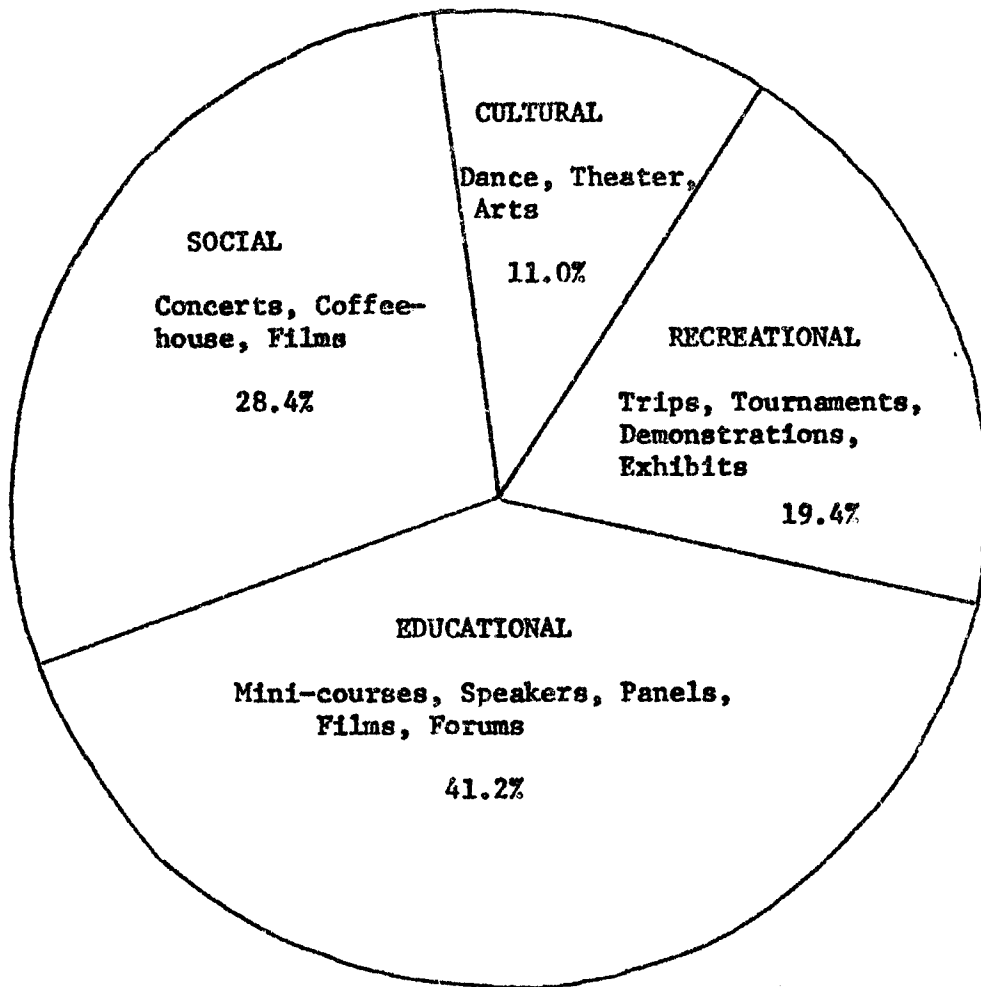 CULTURAL
Dance, Theater,
Arts
11.0%
SOCIAL
Concerts, Coffee-
house, Films
28.4%
RECREATIONAL
Trips, Tournaments,
Demonstrations,
Exhibits
19.4%
EDUCATIONAL
Mini-courses, Speakers, Panels,
Films, Forums
41.2%